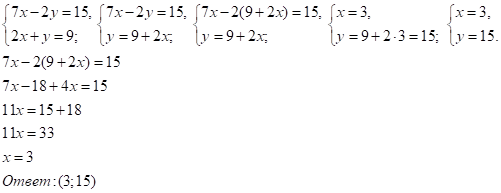 {7x−2y=15, {7x−2y=15, {7x−2(9+2x)=15, {x=3, {x=3,
{2x+y=9; {y=9+2x; {y=9+2x; {y=9+2·3=15; {y=15.
7x−2(9+2x)=15
7x−18+4x=15
11x=15+18
11x=33
x=3
Ответ:(3;15)